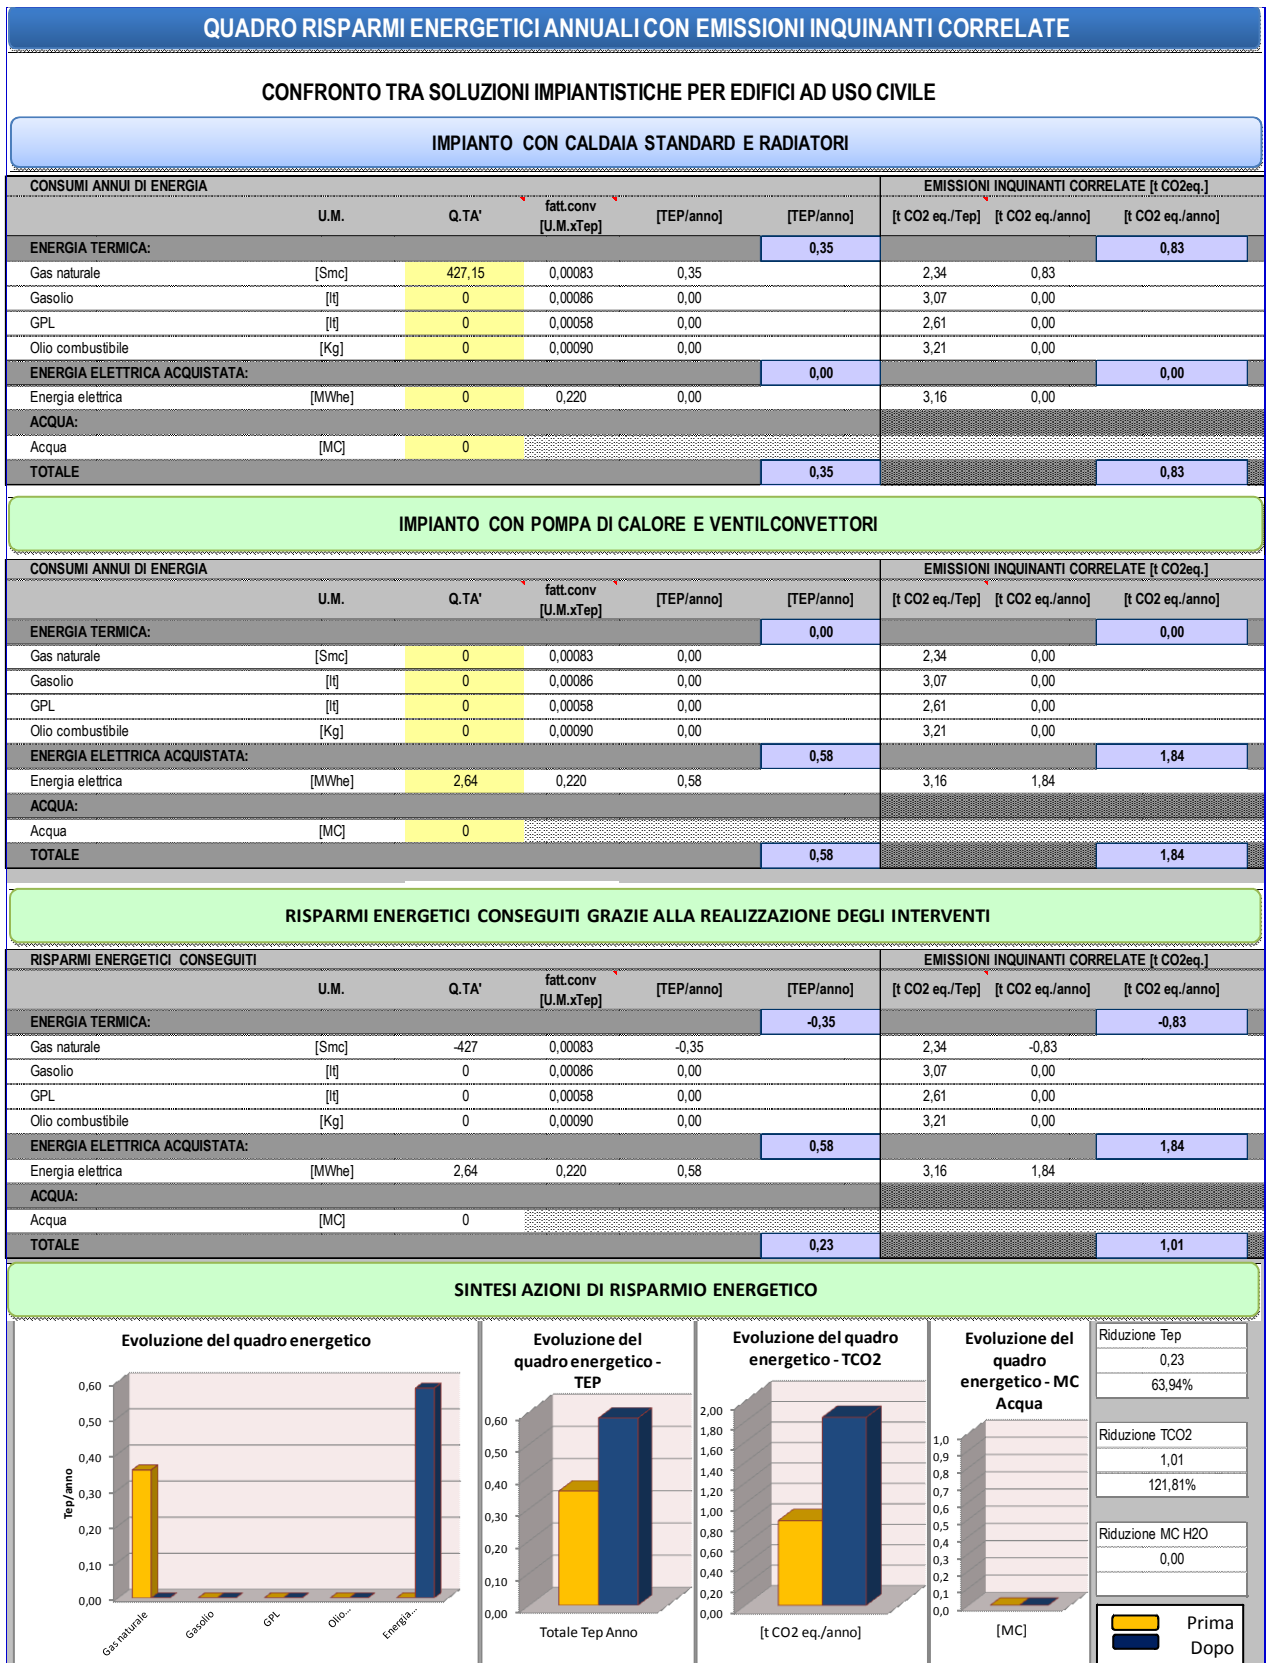 QUADRO RISPARMI ENERGETICI ANNUALI CON EMISSIONI INQUINANTI CORRELATE
CONFRONTO TRA SOLUZIONI IMPIANTISTICHE PER EDIFICI AD USO CIVILE
IMPIANTO CON CALDAIA STANDARD E RADIATORI
CONSUMI ANNUI DI ENERGIA EMISSIONI INQUINANTI CORRELATE [t CO2eq.]
U.M. Q.TA' fatt.conv [U.M.xTep] [TEP/anno] [TEP/anno] [t CO2 eq./Tep] [t CO2 eq./anno] [t CO2 eq./anno]
ENERGIA TERMICA: 0,35 0,83
Gas naturale [Smc] 427,15 0,00083 0,35 2,34 0,83
Gasolio [lt] 0 0,00086 0,00 3,07 0,00
GPL [lt] 0 0,00058 0,00 2,61 0,00
Olio combustibile [Kg] 0 0,00090 0,00 3,21 0,00
ENERGIA ELETTRICA ACQUISTATA: 0,00 0,00
Energia elettrica [MWhe] 0 0,220 0,00 3,16 0,00
ACQUA:
Acqua [MC] 0
TOTALE 0,35 0,83
IMPIANTO CON POMPA DI CALORE E VENTILCONVETTORI
CONSUMI ANNUI DI ENERGIA EMISSIONI INQUINANTI CORRELATE [t CO2eq.]
U.M. Q.TA' fatt.conv [U.M.xTep] [TEP/anno] [TEP/anno] [t CO2 eq./Tep] [t CO2 eq./anno] [t CO2 eq./anno]
ENERGIA TERMICA: 0,00 0,00
Gas naturale [Smc] 0 0,00083 0,00 2,34 0,00
Gasolio [lt] 0 0,00086 0,00 3,07 0,00
GPL [lt] 0 0,00058 0,00 2,61 0,00
Olio combustibile [Kg] 0 0,00090 0,00 3,21 0,00
ENERGIA ELETTRICA ACQUISTATA: 0,58 1,84
Energia elettrica [MWhe] 2,64 0,220 0,58 3,16 1,84
ACQUA:
Acqua [MC] 0
TOTALE 0,58 1,84
RISPARMI ENERGETICI CONSEGUITI GRAZIE ALLA REALIZZAZIONE DEGLI INTERVENTI
RISPARMI ENERGETICI CONSEGUITI EMISSIONI INQUINANTI CORRELATE [t CO2eq.]
U.M. Q.TA' fatt.conv [U.M.xTep] [TEP/anno] [TEP/anno] [t CO2 eq./Tep] [t CO2 eq./anno] [t CO2 eq./anno]
ENERGIA TERMICA: -0,35 -0,83
Gas naturale [Smc] -427 0,00083 -0,35 2,34 -0,83
Gasolio [lt] 0 0,00086 0,00 3,07 0,00
GPL [lt] 0 0,00058 0,00 2,61 0,00
Olio combustibile [Kg] 0 0,00090 0,00 3,21 0,00
ENERGIA ELETTRICA ACQUISTATA: 0,58 1,84
Energia elettrica [MWhe] 2,64 0,220 0,58 3,16 1,84
ACQUA:
Acqua [MC] 0
TOTALE 0,23 1,01
SINTESI AZIONI DI RISPARMIO ENERGETICO
Evoluzione del quadro energetico
Tep/anno
0,60
0,50
0,40
0,30
0,20
0,10
0,00
Gas naturale
Gasolio
GPL
Olio...
Energia...
Evoluzione del
quadro energetico -
TEP
0,60
0,50
0,40
0,30
0,20
0,10
0,00
Totale Tep Anno
Evoluzione del quadro
energetico - TCO2
2,00
1,80
1,60
1,40
1,20
1,00
0,80
0,60
0,40
0,20
0,00
[t CO2 eq./anno]
Evoluzione del
quadro
energetico - MC
Acqua
1,0
0,9
0,8
0,7
0,6
0,5
0,4
0,3
0,2
0,1
0,0
[MC]
Riduzione Tep
0,23
63,94%
Riduzione TCO2
1,01
121,81%
Riduzione MC H2O
0,00
Prima
Dopo